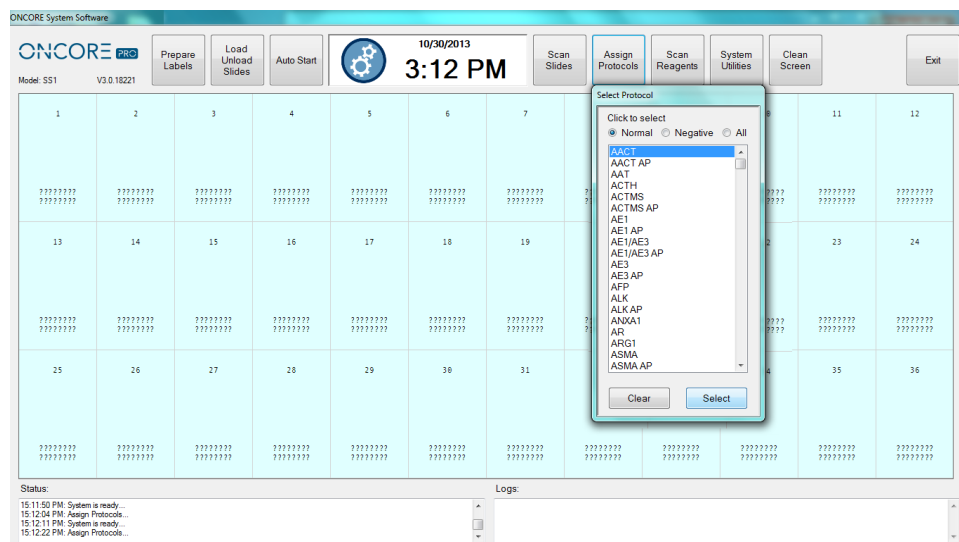 ONCORE System Software
ONCORE PRO
Model: SS1 V3.0.18221
Prepare Labels
Load Unload Slides
Auto Start
10/30/2013
3:12 PM
Scan Slides
Assign Protocols
Scan Reagents
System Utilities
Clean Screen
Exit
1 2 3 4 5 6 7 11 12
???????? ???????? ???????? ???????? ???????? ???????? ???????? ???????? ????????
???????? ???????? ???????? ???????? ???????? ???????? ???????? ???????? ????????
13 14 15 16 17 18 19 23 24
???????? ???????? ???????? ???????? ???????? ???????? ???????? ???????? ????????
???????? ???????? ???????? ???????? ???????? ???????? ???????? ???????? ????????
25 26 27 28 29 30 31 35 36
???????? ???????? ???????? ???????? ???????? ???????? ???????? ???????? ???????? ???????? ???????? ????????
???????? ???????? ???????? ???????? ???????? ???????? ???????? ???????? ???????? ???????? ???????? ????????
Select Protocol
Click to select
Normal Negative All
AACT
AACT AP
AAT
ACTH
ACTMS
ACTMS AP
AE1
AE1 AP
AE1/AE3
AE1/AE3 AP
AE3
AE3 AP
AFP
ALK
ALK AP
ANXA1
AR
ARG1
ASMA
ASMA AP
Clear Select
Status:
15:11:50 PM: System is ready...
15:12:04 PM: Assign Protocols...
15:12:11 PM: System is ready...
15:12:22 PM: Assign Protocols...
Logs: